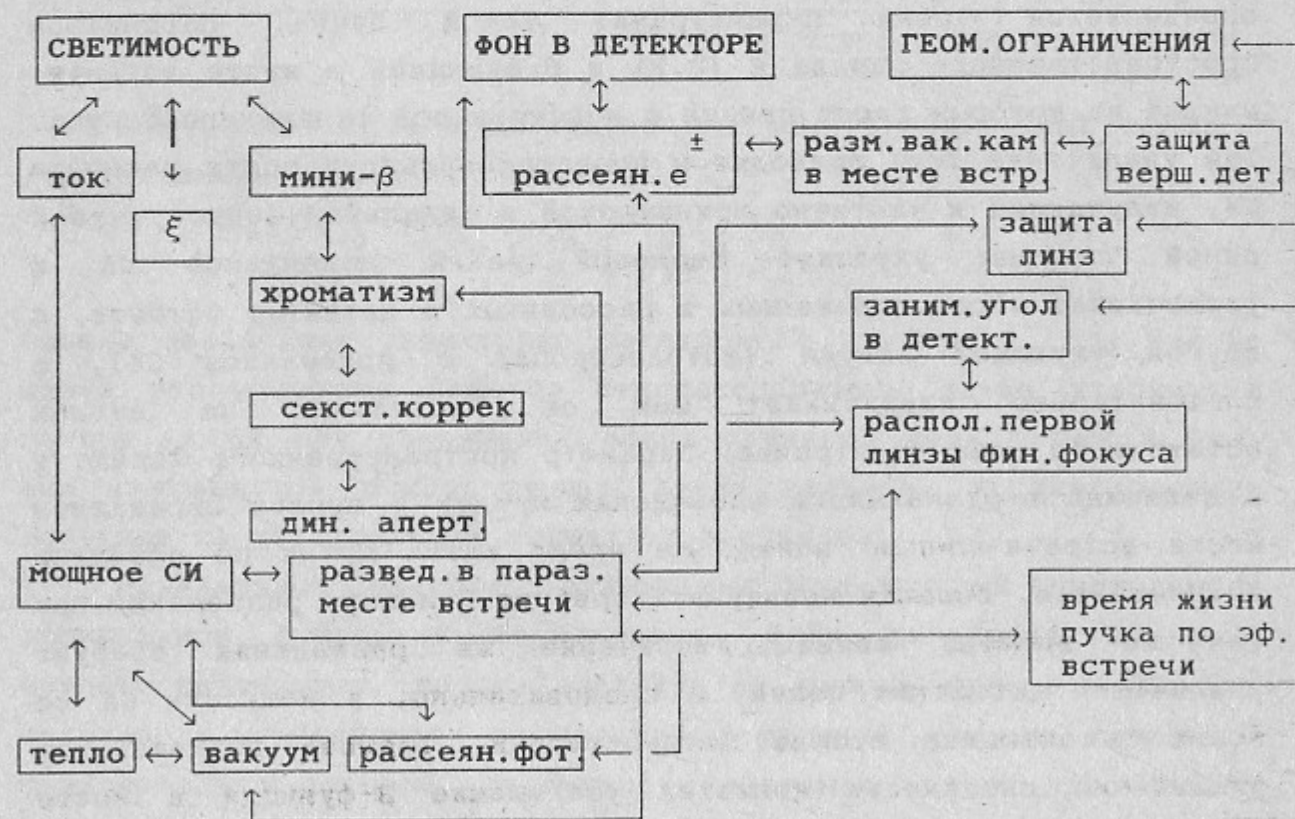 СВЕТИМОСТЬ
ФОН В ДЕТЕКТОРЕ
ГЕОМ.ОГРАНИЧЕНИЯ
ток
мини-β
±
рассеян.е
разм.вак.кам
в месте встр.
защита
верш.дет
ξ
защита
линз
хроматизм
заним.угол
в детект.
секст.коррек.
распол.первой
линзы фин.фокуса
дин. аперт
мощное СИ
развед.в параз.
месте встречи
время жизни
пучка по эф.
встречи
тепло
вакуум
рассеян.фот